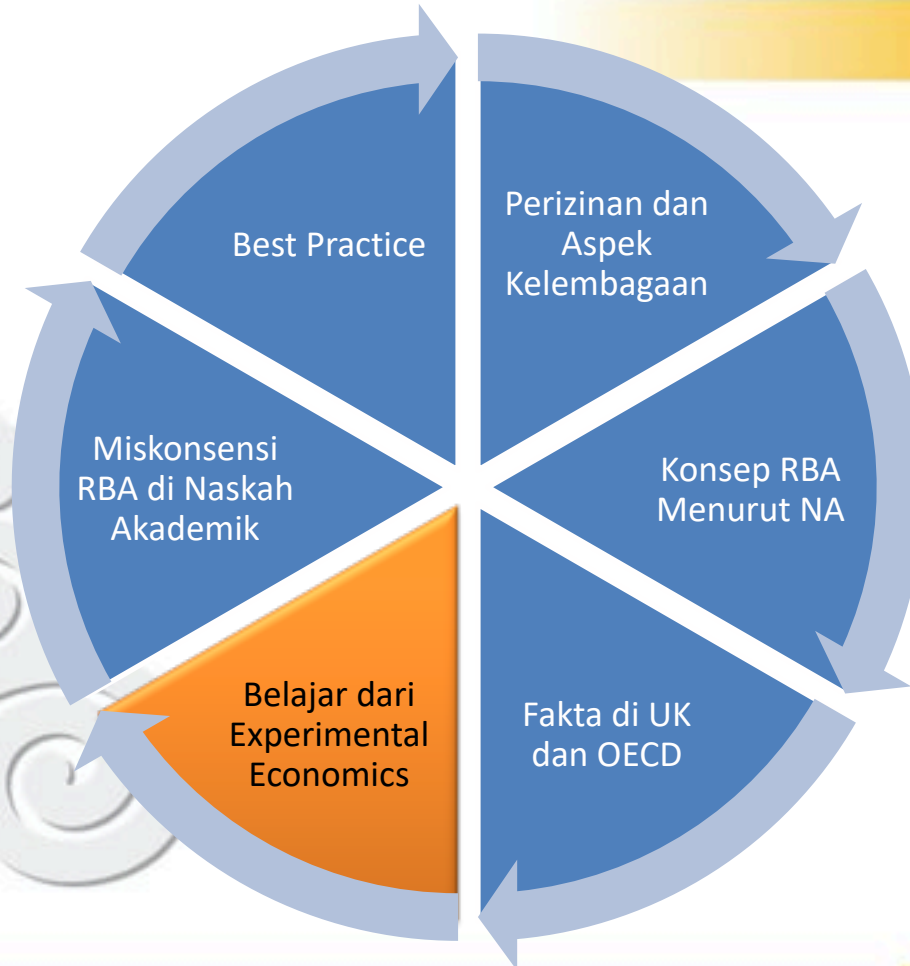 Perizinan dan
Aspek
Kelembagaan
Konsep RBA
Menurut NA
Fakta di UK
dan OECD
Belajar dari
Experimental
Economics
Miskonsensi
RBA di Naskah
Akademik
Best Practice